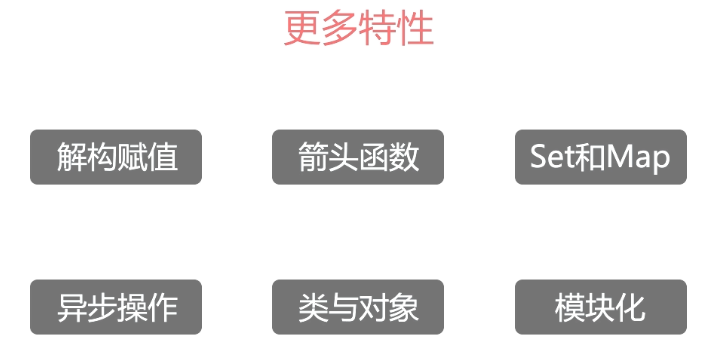 更多特性
解构赋值
箭头函数
Set和Map
异步操作
类与对象
模块化